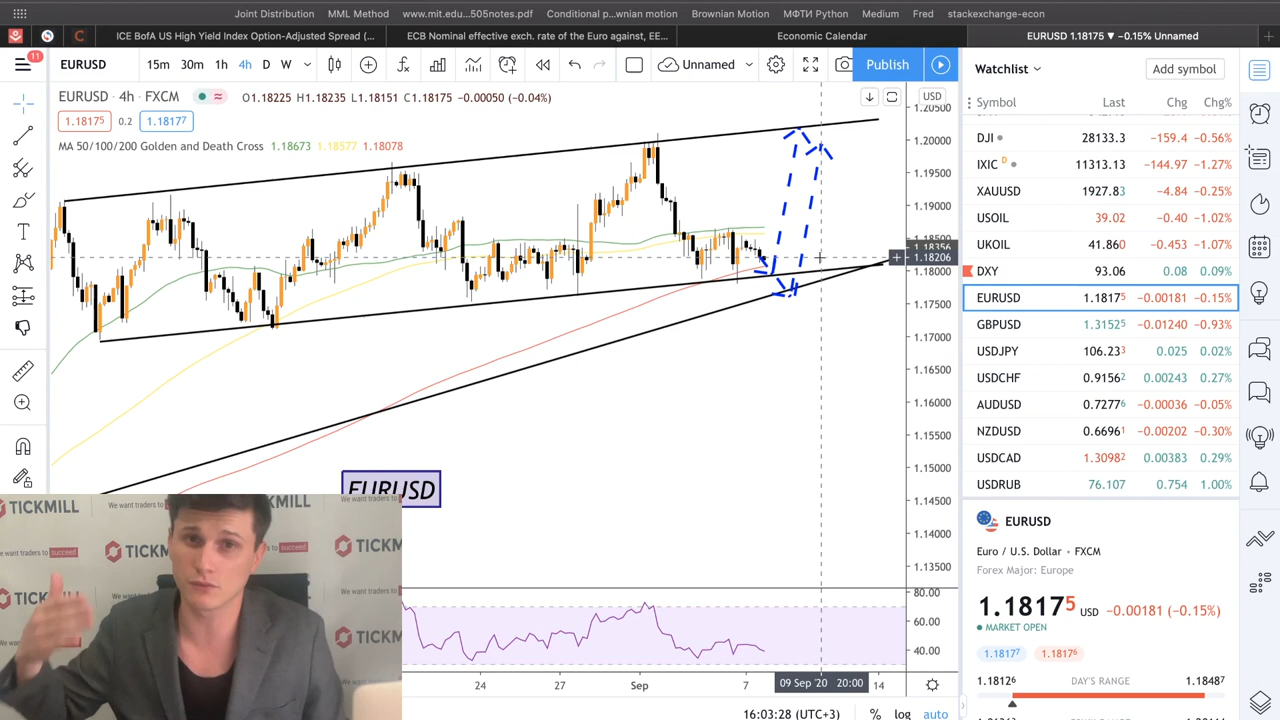 Joint Distribution MML Method www.mit.edu...505notes.pdf Conditional p...wnian motion Brownian Motion МФТИ Python Medium Fred stackexchange-econ
ICE BofA US High Yield Index Option-Adjusted Spread (... ECB Nominal effective exch. rate of the Euro against, EE... Economic Calendar EURUSD 1.18175 ▼ −0.15% Unnamed
11
EURUSD 15m 30m 1h 4h D W Unnamed Publish
EURUSD • 4h • FXCM O1.18225 H1.18235 L1.18151 C1.18175 −0.00050 (−0.04%)
1.18175 0.2 1.18177
MA 50/100/200 Golden and Death Cross 1.18673 1.18577 1.18078
USD
1.20500
1.20000
1.19500
1.19000
1.18500
1.18356
1.18206
1.18000
1.17500
1.17000
1.16500
1.16000
1.15500
1.15000
1.14500
1.14000
1.13500
EURUSD
80.00
60.00
40.00
24 27 Sep 7 09 Sep '20 20:00 14
16:03:28 (UTC+3) % log auto
TICKMILL
We want traders to succeed
Watchlist Add symbol
Symbol Last Chg Chg%
DJI 28133.3 −159.4 −0.56%
IXIC D 11313.13 −144.97 −1.27%
XAUUSD 1927.83 −4.84 −0.25%
USOIL 39.02 −0.40 −1.02%
UKOIL 41.860 −0.453 −1.07%
DXY 93.06 0.08 0.09%
EURUSD 1.18175 −0.00181 −0.15%
GBPUSD 1.31525 −0.01240 −0.93%
USDJPY 106.233 0.025 0.02%
USDCHF 0.91562 0.00243 0.27%
AUDUSD 0.72776 −0.00036 −0.05%
NZDUSD 0.66961 −0.00202 −0.30%
USDCAD 1.30982 0.00383 0.29%
USDRUB 76.107 0.754 1.00%
EURUSD
Euro / U.S. Dollar • FXCM
Forex Major: Europe
1.18175 USD −0.00181 (−0.15%)
MARKET OPEN
1.18177 1.18176
1.18126 DAY'S RANGE 1.18487